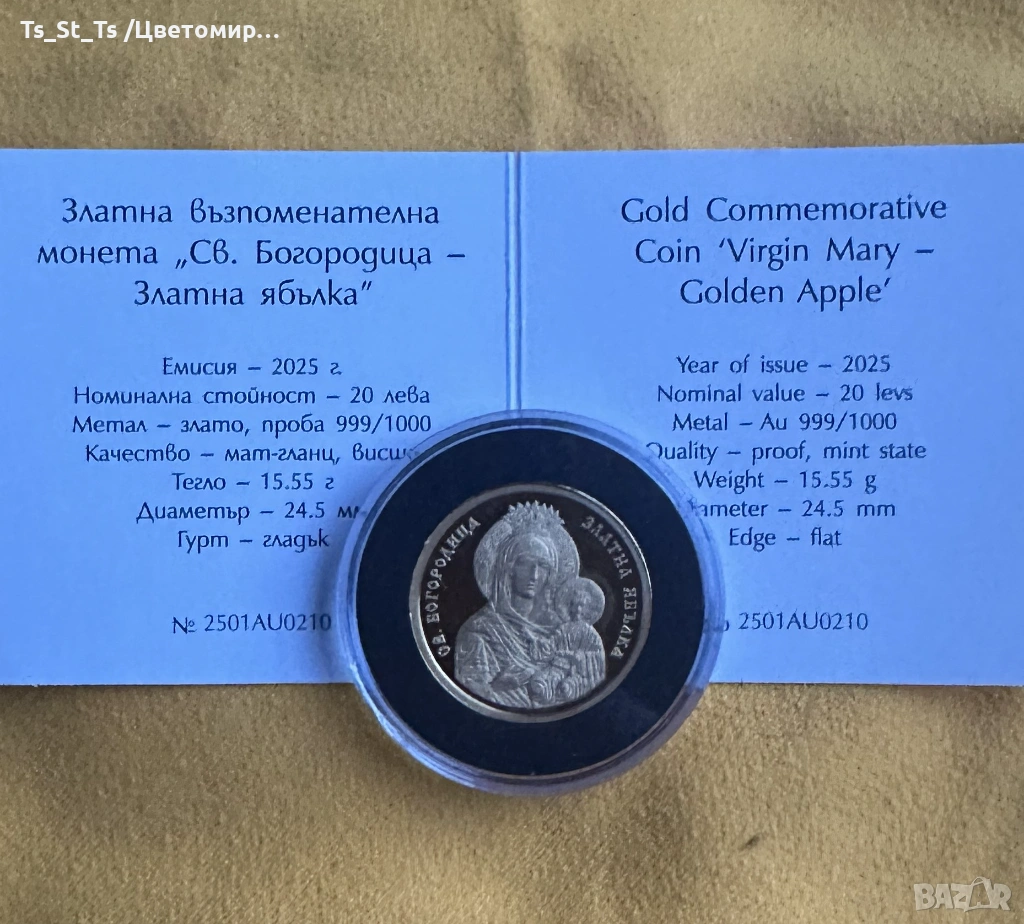 Ts_St_Ts /Цветомир...
Златна възпоменателна
монета „Св. Богородица –
Златна ябълка”
Емисия – 2025 г.
Номинална стойност – 20 лева
Метал – злато, проба 999/1000
Качество – мат-гланц,
Тегло – 15.55 г
Диаметър – 24.5
Гурт – гладък
№ 2501AU0210
Gold Commemorative
Coin ‘Virgin Mary –
Golden Apple’
Year of issue – 2025
Nominal value – 20 levs
Metal – Au 999/1000
Quality – proof, mint state
Weight – 15.55 g
– 24.5 mm
Edge – flat
2501AU0210
СВ. БОГОРОДИЦА
ЗЛАТНА ЯБЪЛКА
BAZAR